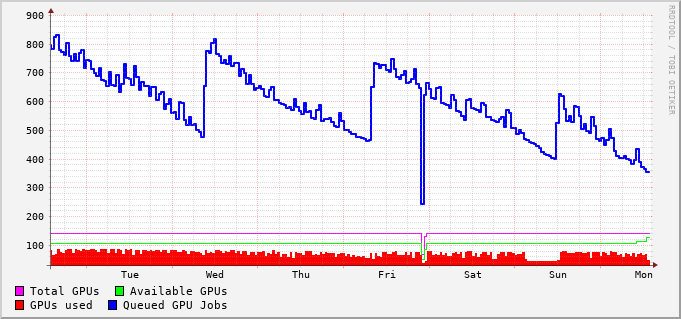 900
800
700
600
500
400
300
200
100
Tue Wed Thu Fri Sat Sun Mon
Total GPUs Available GPUs
GPUs used Queued GPU Jobs
RRDTOOL / TOBI OETIKER